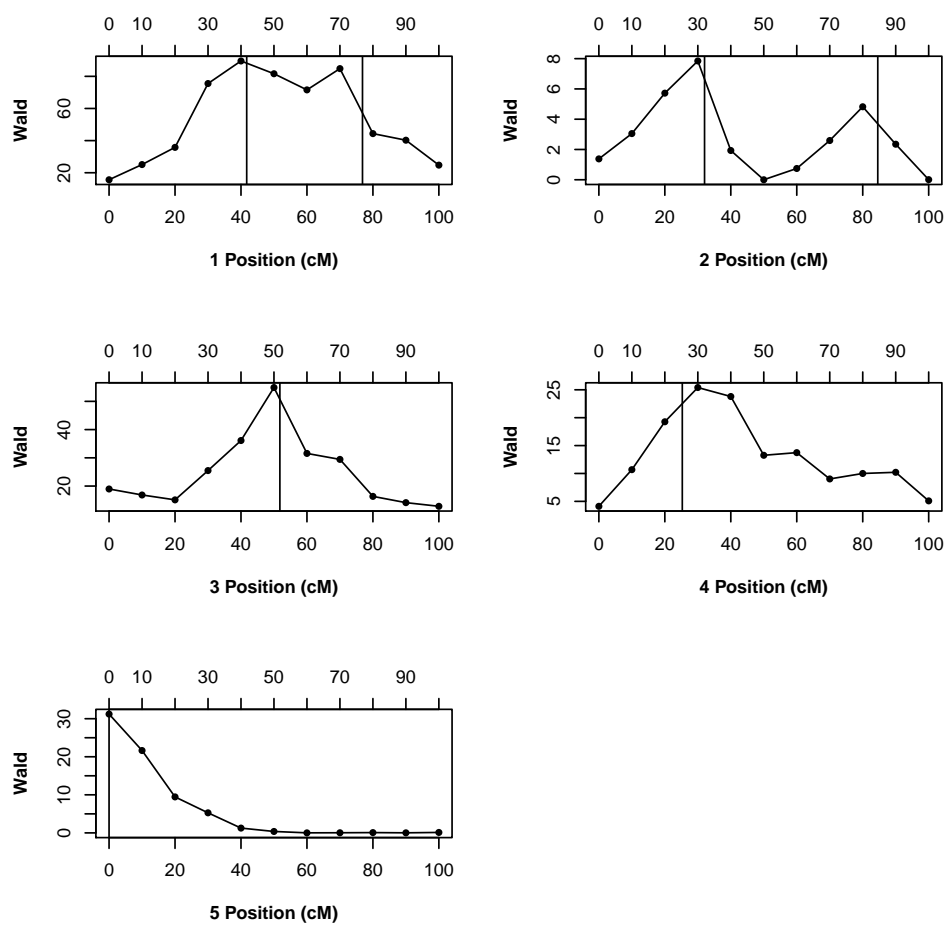 0 10 30 50 70 90
Wald
20 60
0 20 40 60 80 100
1 Position (cM)
0 10 30 50 70 90
Wald
0 2 4 6 8
0 20 40 60 80 100
2 Position (cM)
0 10 30 50 70 90
Wald
20 40
0 20 40 60 80 100
3 Position (cM)
0 10 30 50 70 90
Wald
5 15 25
0 20 40 60 80 100
4 Position (cM)
0 10 30 50 70 90
Wald
0 10 20 30
0 20 40 60 80 100
5 Position (cM)